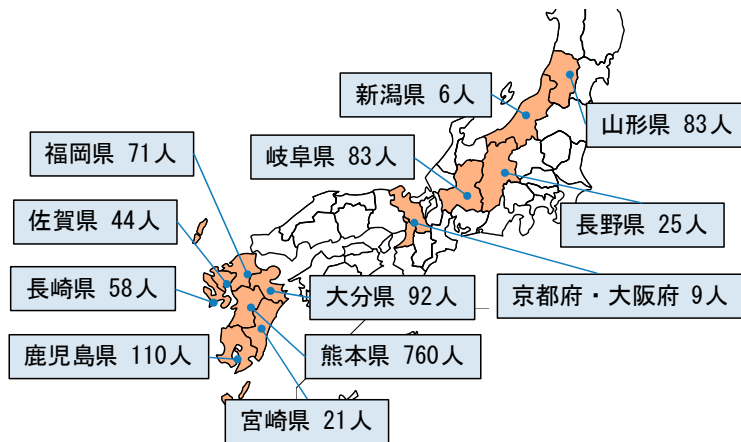 新潟県 6人
山形県 83人
福岡県 71人
岐阜県 83人
佐賀県 44人
長野県 25人
長崎県 58人
大分県 92人
京都府・大阪府 9人
鹿児島県 110人
熊本県 760人
宮崎県 21人